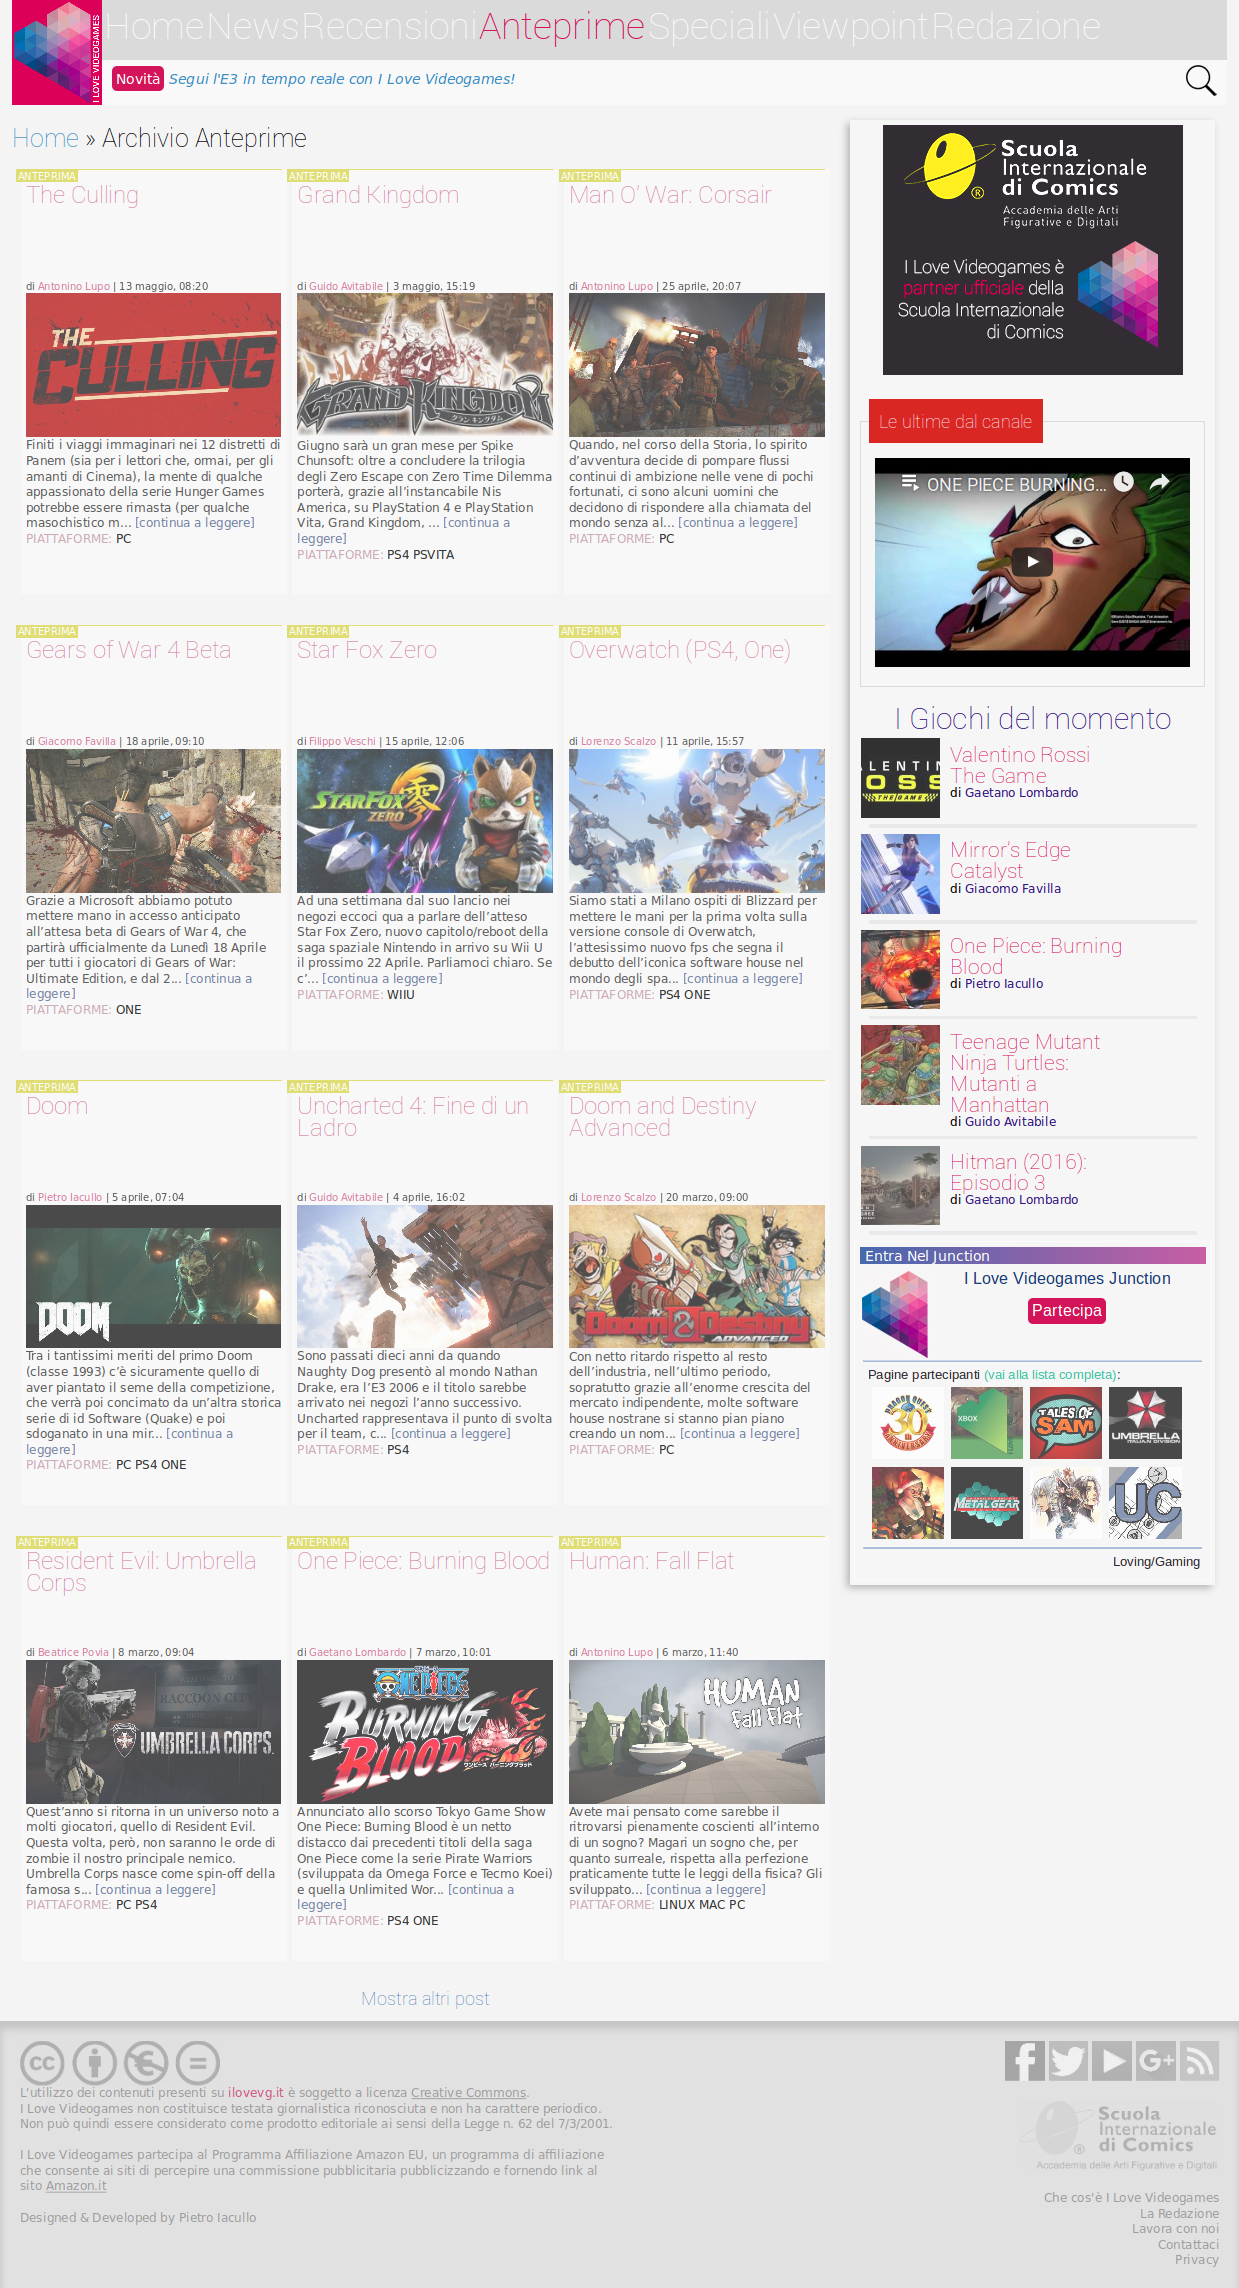 I LOVE VIDEOGAMES
Home News Recensioni Anteprime Speciali Viewpoint Redazione
Novità Segui l'E3 in tempo reale con I Love Videogames!
Home » Archivio Anteprime
ANTEPRIMA
The Culling
di Antonino Lupo | 13 maggio, 08:20
THE
CULLING
Finiti i viaggi immaginari nei 12 distretti di
Panem (sia per i lettori che, ormai, per gli
amanti di Cinema), la mente di qualche
appassionato della serie Hunger Games
potrebbe essere rimasta (per qualche
masochistico m... [continua a leggere]
PIATTAFORME: PC
ANTEPRIMA
Grand Kingdom
di Guido Avitabile | 3 maggio, 15:19
GRAND KINGDOM
グランキングダム
Giugno sarà un gran mese per Spike
Chunsoft: oltre a concludere la trilogia
degli Zero Escape con Zero Time Dilemma
porterà, grazie all’instancabile Nis
America, su PlayStation 4 e PlayStation
Vita, Grand Kingdom, ... [continua a
leggere]
PIATTAFORME: PS4 PSVITA
ANTEPRIMA
Man O’ War: Corsair
di Antonino Lupo | 25 aprile, 20:07
Quando, nel corso della Storia, lo spirito
d’avventura decide di pompare flussi
continui di ambizione nelle vene di pochi
fortunati, ci sono alcuni uomini che
decidono di rispondere alla chiamata del
mondo senza al... [continua a leggere]
PIATTAFORME: PC
ANTEPRIMA
Gears of War 4 Beta
di Giacomo Favilla | 18 aprile, 09:10
Grazie a Microsoft abbiamo potuto
mettere mano in accesso anticipato
all’attesa beta di Gears of War 4, che
partirà ufficialmente da Lunedì 18 Aprile
per tutti i giocatori di Gears of War:
Ultimate Edition, e dal 2... [continua a
leggere]
PIATTAFORME: ONE
ANTEPRIMA
Star Fox Zero
di Filippo Veschi | 15 aprile, 12:06
STARFOX
ZERO
零
Ad una settimana dal suo lancio nei
negozi eccoci qua a parlare dell’atteso
Star Fox Zero, nuovo capitolo/reboot della
saga spaziale Nintendo in arrivo su Wii U
il prossimo 22 Aprile. Parliamoci chiaro. Se
c’... [continua a leggere]
PIATTAFORME: WIIU
ANTEPRIMA
Overwatch (PS4, One)
di Lorenzo Scalzo | 11 aprile, 15:57
Siamo stati a Milano ospiti di Blizzard per
mettere le mani per la prima volta sulla
versione console di Overwatch,
l’attesissimo nuovo fps che segna il
debutto dell’iconica software house nel
mondo degli spa... [continua a leggere]
PIATTAFORME: PS4 ONE
ANTEPRIMA
Doom
di Pietro Iacullo | 5 aprile, 07:04
DOOM
Tra i tantissimi meriti del primo Doom
(classe 1993) c’è sicuramente quello di
aver piantato il seme della competizione,
che verrà poi concimato da un’altra storica
serie di id Software (Quake) e poi
sdoganato in una mir... [continua a
leggere]
PIATTAFORME: PC PS4 ONE
ANTEPRIMA
Uncharted 4: Fine di un
Ladro
di Guido Avitabile | 4 aprile, 16:02
Sono passati dieci anni da quando
Naughty Dog presentò al mondo Nathan
Drake, era l’E3 2006 e il titolo sarebbe
arrivato nei negozi l’anno successivo.
Uncharted rappresentava il punto di svolta
per il team, c... [continua a leggere]
PIATTAFORME: PS4
ANTEPRIMA
Doom and Destiny
Advanced
di Lorenzo Scalzo | 20 marzo, 09:00
Doom & Destiny
ADVANCED
Con netto ritardo rispetto al resto
dell’industria, nell’ultimo periodo,
sopratutto grazie all’enorme crescita del
mercato indipendente, molte software
house nostrane si stanno pian piano
creando un nom... [continua a leggere]
PIATTAFORME: PC
ANTEPRIMA
Resident Evil: Umbrella
Corps
di Beatrice Povia | 8 marzo, 09:04
RACCOON CITY
UMBRELLA CORPS.
Quest’anno si ritorna in un universo noto a
molti giocatori, quello di Resident Evil.
Questa volta, però, non saranno le orde di
zombie il nostro principale nemico.
Umbrella Corps nasce come spin-off della
famosa s... [continua a leggere]
PIATTAFORME: PC PS4
ANTEPRIMA
One Piece: Burning Blood
di Gaetano Lombardo | 7 marzo, 10:01
ONE PIECE
BURNING
BLOOD
ワンピース バーニングブラッド
Annunciato allo scorso Tokyo Game Show
One Piece: Burning Blood è un netto
distacco dai precedenti titoli della saga
One Piece come la serie Pirate Warriors
(sviluppata da Omega Force e Tecmo Koei)
e quella Unlimited Wor... [continua a
leggere]
PIATTAFORME: PS4 ONE
ANTEPRIMA
Human: Fall Flat
di Antonino Lupo | 6 marzo, 11:40
HUMAN
Fall Flat
Avete mai pensato come sarebbe il
ritrovarsi pienamente coscienti all’interno
di un sogno? Magari un sogno che, per
quanto surreale, rispetta alla perfezione
praticamente tutte le leggi della fisica? Gli
sviluppato... [continua a leggere]
PIATTAFORME: LINUX MAC PC
Mostra altri post
Scuola
Internazionale
di Comics
®
Accademia delle Arti
Figurative e Digitali
I Love Videogames è
partner ufficiale della
Scuola Internazionale
di Comics
Le ultime dal canale
ONE PIECE BURNING...
I Giochi del momento
VALENTINO
ROSSI
THE GAME
Valentino Rossi
The Game
di Gaetano Lombardo
Mirror’s Edge
Catalyst
di Giacomo Favilla
One Piece: Burning
Blood
di Pietro Iacullo
Teenage Mutant
Ninja Turtles:
Mutanti a
Manhattan
di Guido Avitabile
Hitman (2016):
Episodio 3
di Gaetano Lombardo
Entra Nel Junction
I Love Videogames Junction
Partecipa
Pagine partecipanti (vai alla lista completa):
DRAGON QUEST
30th
ANNIVERSARY
XBOX
TALES OF
SAM
UMBRELLA
ITALIAN DIVISION
METAL GEAR
UC
Loving/Gaming
cc
L'utilizzo dei contenuti presenti su ilovevg.it è soggetto a licenza Creative Commons.
I Love Videogames non costituisce testata giornalistica riconosciuta e non ha carattere periodico.
Non può quindi essere considerato come prodotto editoriale ai sensi della Legge n. 62 del 7/3/2001.
I Love Videogames partecipa al Programma Affiliazione Amazon EU, un programma di affiliazione
che consente ai siti di percepire una commissione pubblicitaria pubblicizzando e fornendo link al
sito Amazon.it
Designed & Developed by Pietro Iacullo
Scuola
Internazionale
di Comics
®
Accademia delle Arti Figurative e Digitali
Che cos'è I Love Videogames
La Redazione
Lavora con noi
Contattaci
Privacy